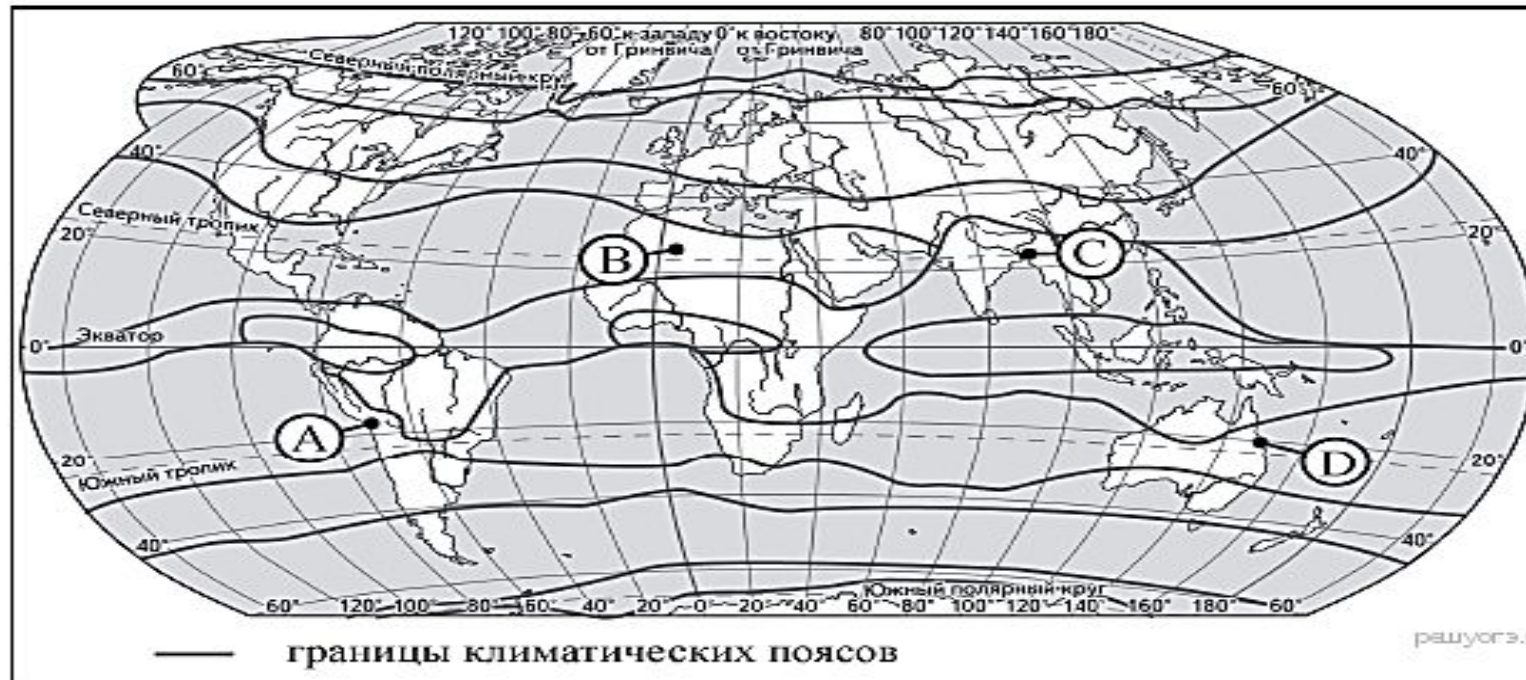 120° 100° 80° 60° к западу 0° к востоку 80° 100° 120° 140° 160° 180°
от Гринвича от Гринвича
Северный полярный круг
60° 60°
40° 40°
Северный тропик
20° 20°
B C
Экватор
0° 0°
A D
20° 20°
Южный тропик
40° 40°
Южный полярный круг
60° 120° 100° 80° 60° 40° 20° 0° 20° 40° 60° 80° 100° 120° 140° 160° 180° 60°
границы климатических поясов